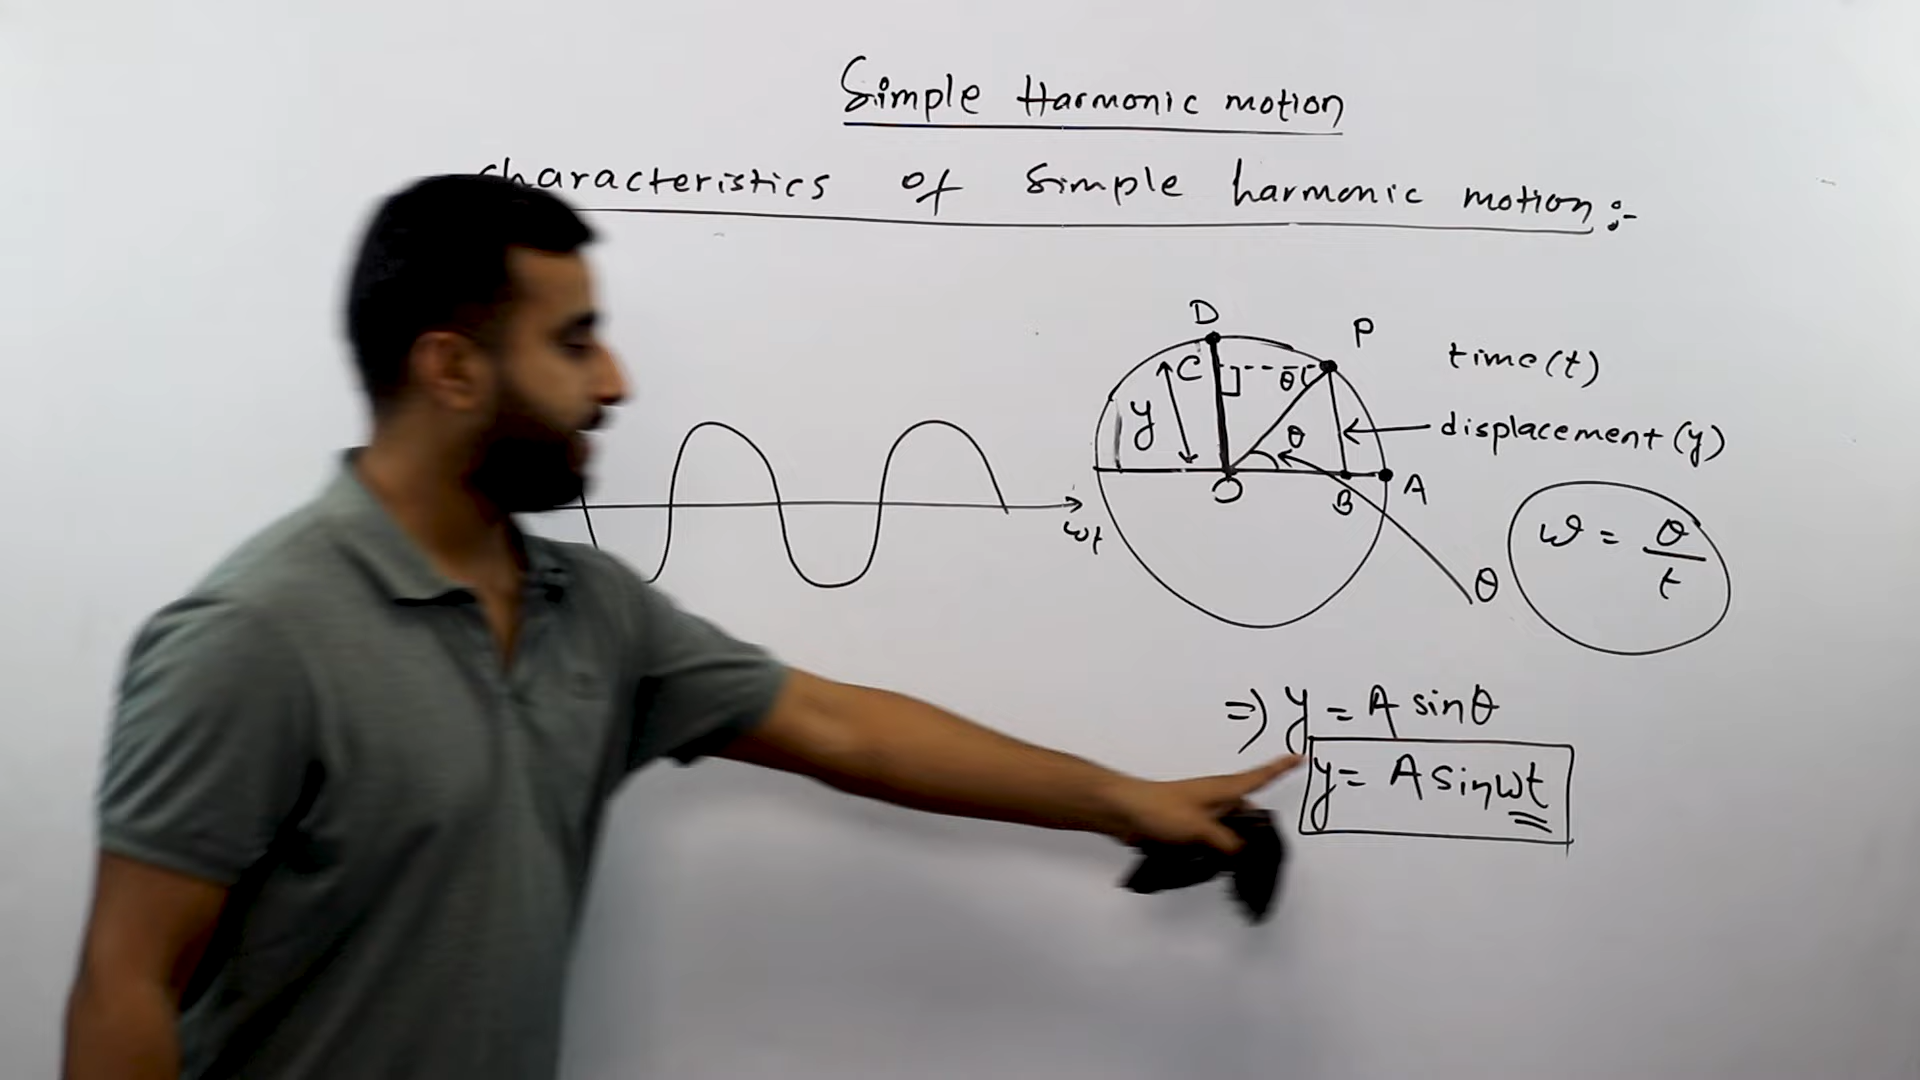 Simple Harmonic motion
characteristics of simple harmonic motion :-
D
P
time(t)
C
θ
y
θ
displacement (y)
O
B
A
ωt
θ
ω = θ/t
=) y = A sinθ
y = A sinωt